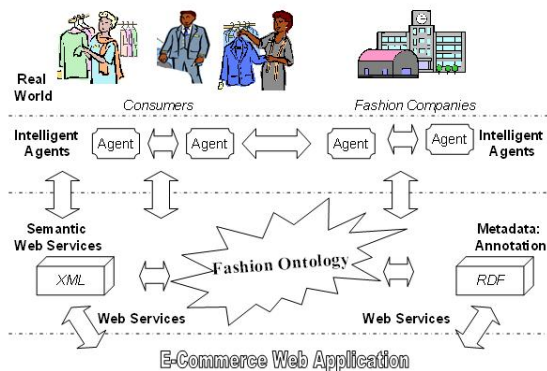 Real
World
Consumers
Fashion Companies
Intelligent
Agents
Agent
Agent
Agent
Agent
Intelligent
Agents
Semantic
Web Services
Metadata:
Annotation
XML
Fashion Ontology
RDF
Web Services
Web Services
E-Commerce Web Application